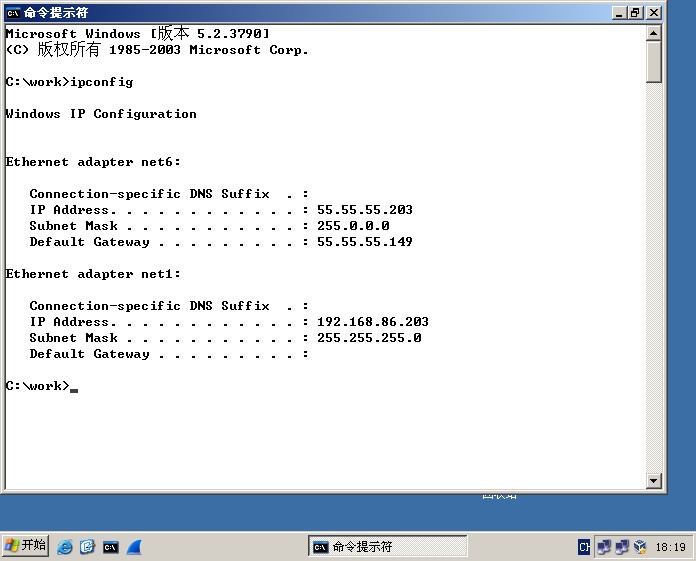 命令提示符
Microsoft Windows [版本 5.2.3790]
(C) 版权所有 1985-2003 Microsoft Corp.
C:\work>ipconfig
Windows IP Configuration
Ethernet adapter net6:
Connection-specific DNS Suffix  . :
IP Address. . . . . . . . . . . . : 55.55.55.203
Subnet Mask . . . . . . . . . . . : 255.0.0.0
Default Gateway . . . . . . . . . : 55.55.55.149
Ethernet adapter net1:
Connection-specific DNS Suffix  . :
IP Address. . . . . . . . . . . . : 192.168.86.203
Subnet Mask . . . . . . . . . . . : 255.255.255.0
Default Gateway . . . . . . . . . :
C:\work>
开始 命令提示符 CH 18:19